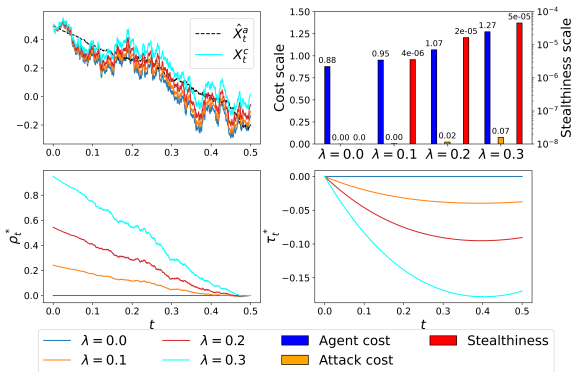 0.4
0.2
0.0
−0.2
0.0 0.1 0.2 0.3 0.4 0.5
X̂ₜᵃ
Xₜᶜ
Cost scale
1.50
1.25
1.00
0.75
0.50
0.25
0.00
0.88
0.00
0.0
0.95
0.00
4e-06
1.07
0.02
2e-05
1.27
0.07
5e-05
λ = 0.0 λ = 0.1 λ = 0.2 λ = 0.3
10⁻⁴
10⁻⁵
10⁻⁶
10⁻⁷
10⁻⁸
Stealthiness scale
ρₜ*
0.8
0.6
0.4
0.2
0.0
0.0 0.1 0.2 0.3 0.4 0.5
t
τₜ*
0.00
−0.05
−0.10
−0.15
0.0 0.1 0.2 0.3 0.4 0.5
t
λ = 0.0 λ = 0.2 Agent cost Stealthiness
λ = 0.1 λ = 0.3 Attack cost